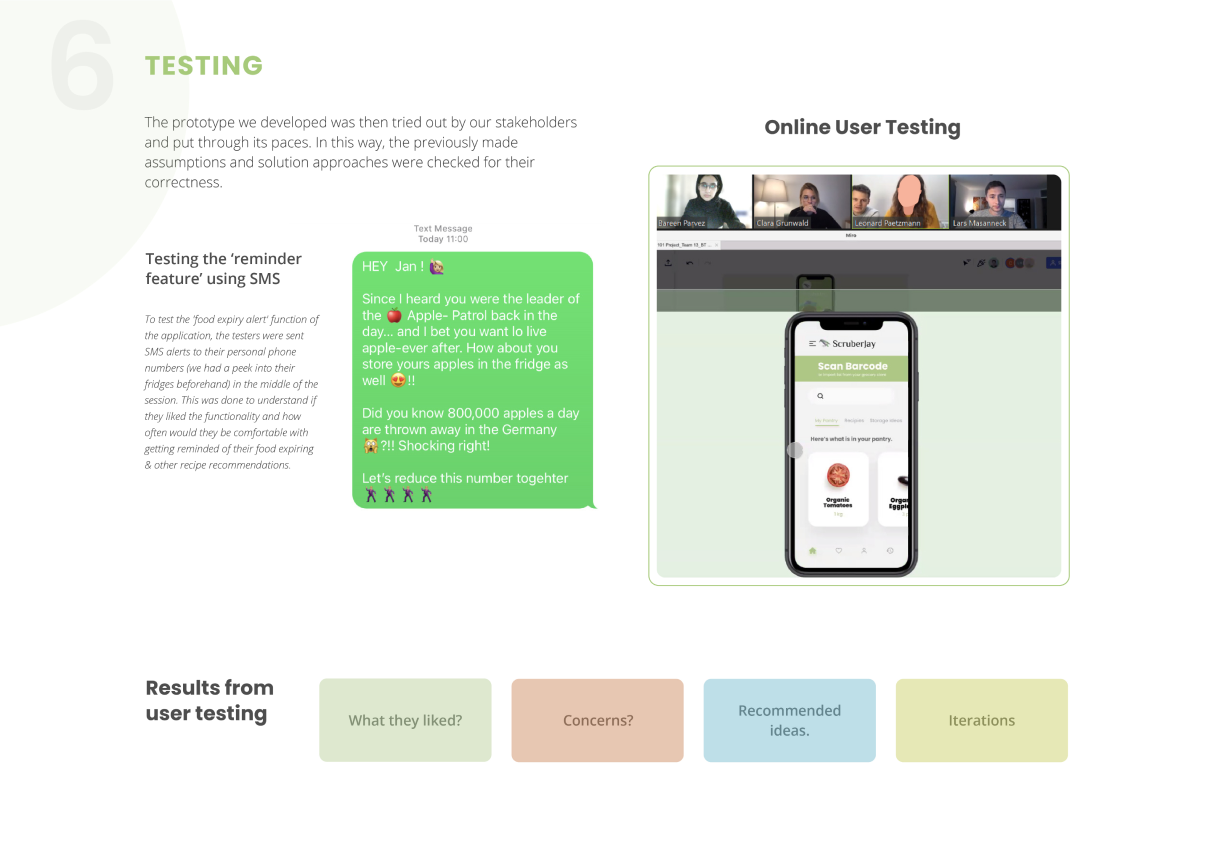 6
TESTING
The prototype we developed was then tried out by our stakeholders
and put through its paces. In this way, the previously made
assumptions and solution approaches were checked for their
correctness.
Testing the ‘reminder
feature’ using SMS
To test the ‘food expiry alert’ function of
the application, the testers were sent
SMS alerts to their personal phone
numbers (we had a peek into their
fridges beforehand) in the middle of the
session. This was done to understand if
they liked the functionality and how
often would they be comfortable with
getting reminded of their food expiring
& other recipe recommendations.
Text Message
Today 11:00
HEY Jan ! 🙋🏼‍♀️
Since I heard you were the leader of
the 🍎 Apple- Patrol back in the
day... and I bet you want lo live
apple-ever after. How about you
store yours apples in the fridge as
well 😍!!
Did you know 800,000 apples a day
are thrown away in the Germany
🙀?!! Shocking right!
Let's reduce this number togehter
🕺🕺🕺🕺
Online User Testing
Bareen Parvez
Clara Grunwald
Leonard Paetzmann
Lars Masanneck
Miro
101 Project_Team 12_BT ...
ScruberJay
Scan Barcode
My Pantry Recipes Storage Ideas
Here's what is in your pantry.
Organic
Tomatoes
1 kg
Results from
user testing
What they liked?
Concerns?
Recommended
ideas.
Iterations